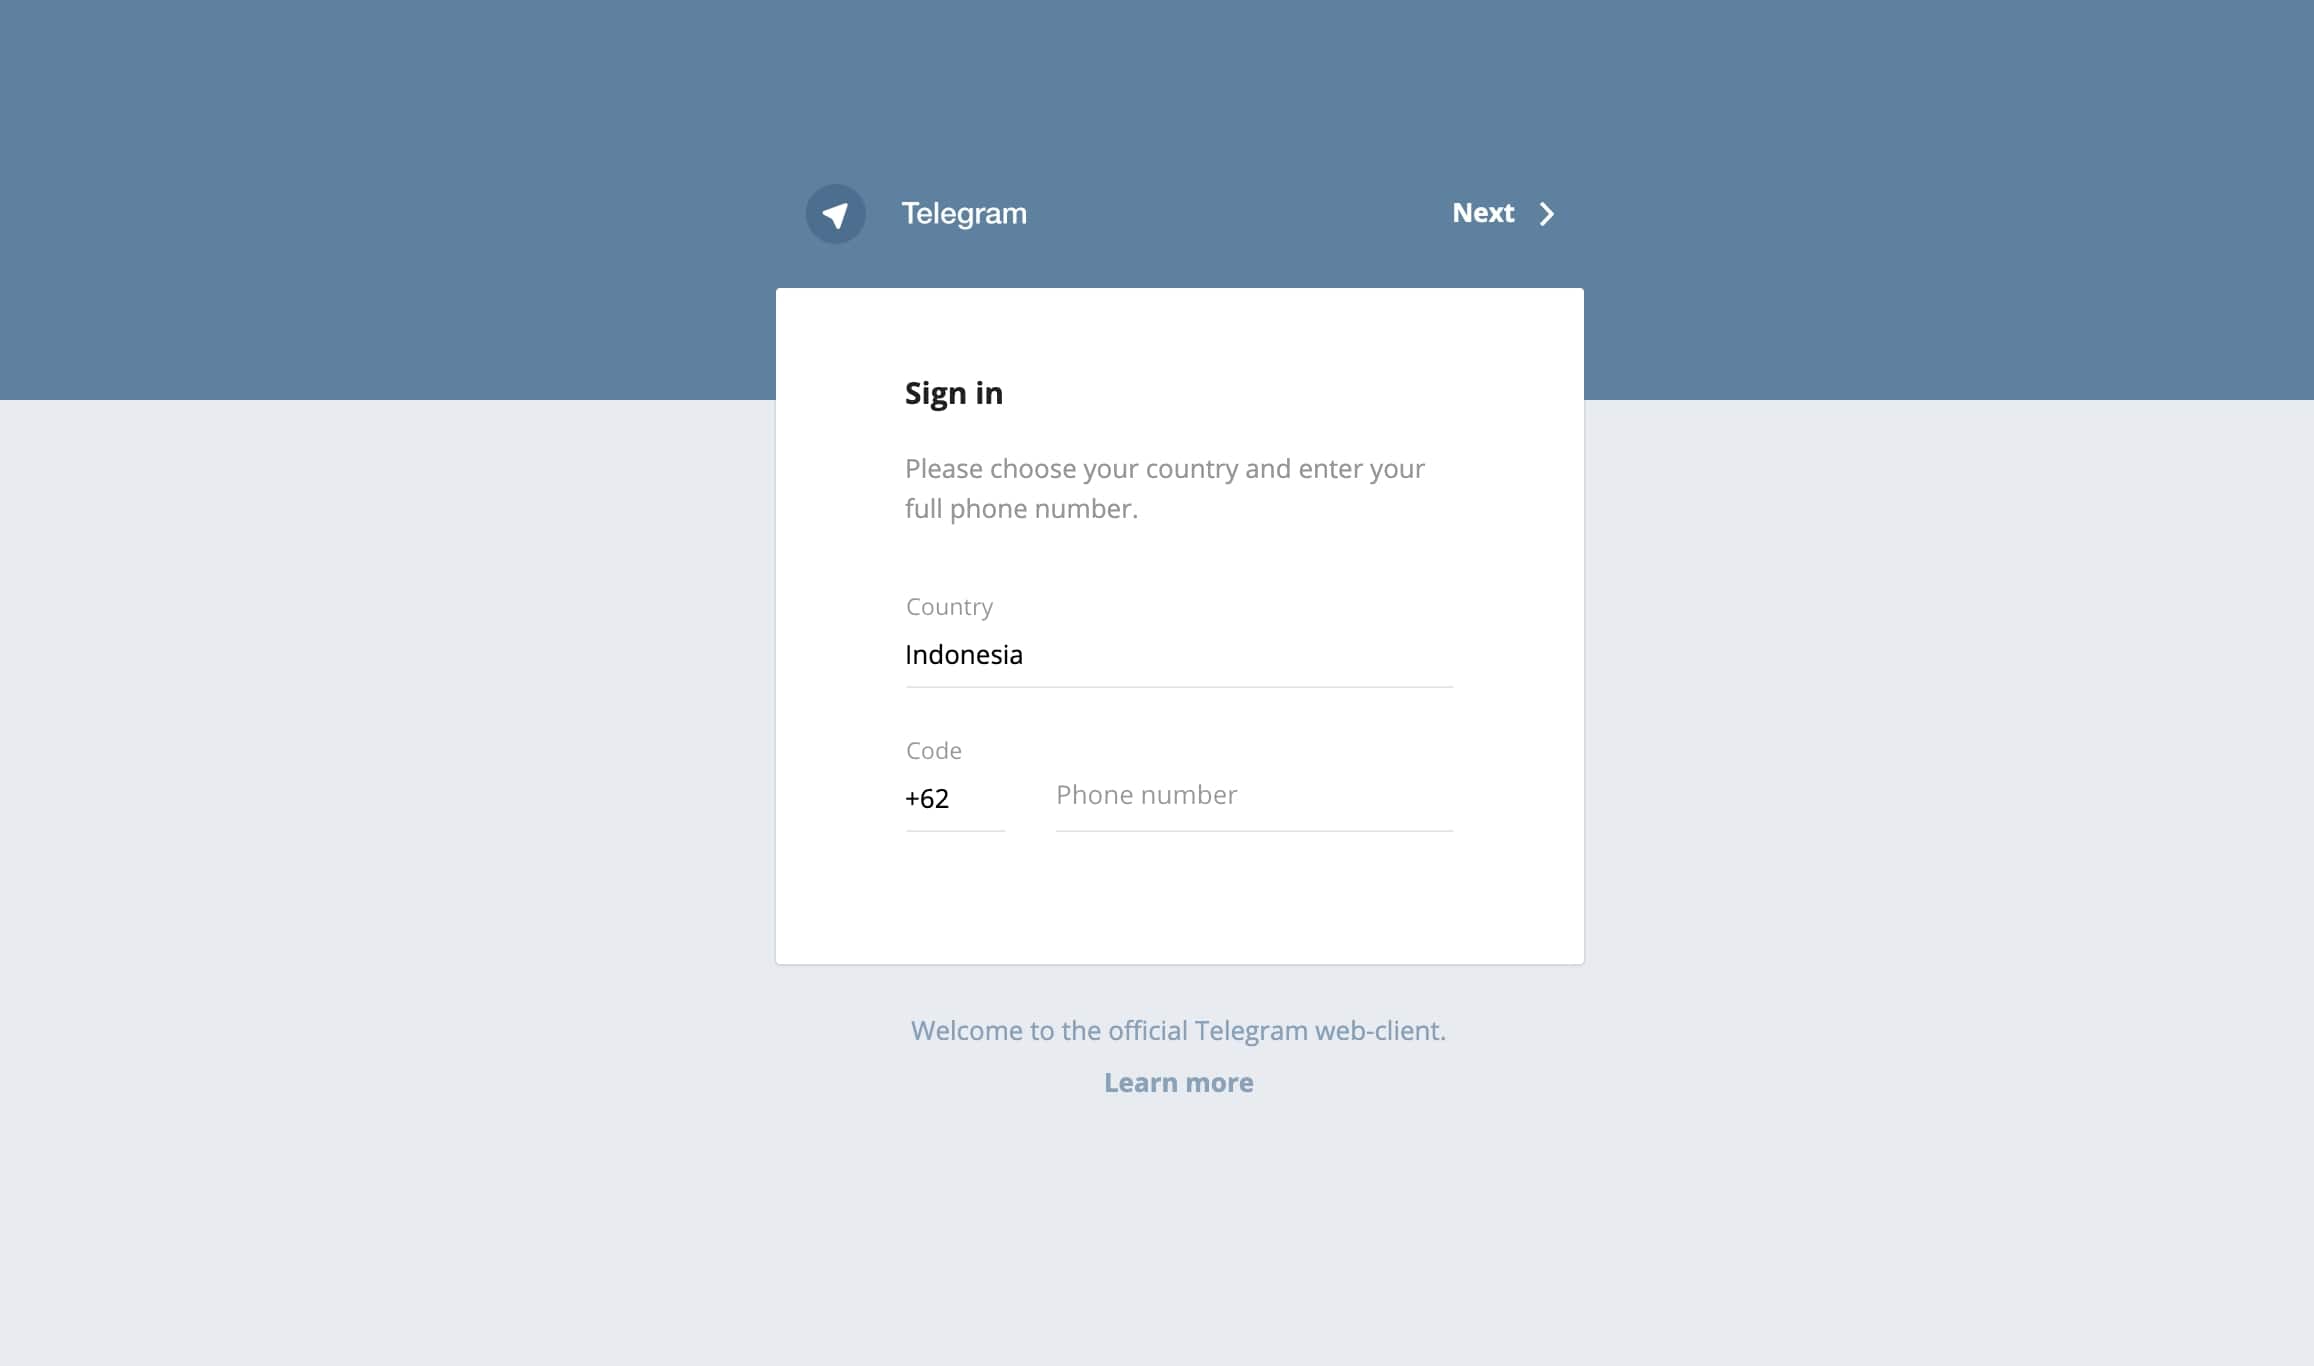 Telegram
Next
Sign in
Please choose your country and enter your
full phone number.
Country
Indonesia
Code
+62
Phone number
Welcome to the official Telegram web-client.
Learn more